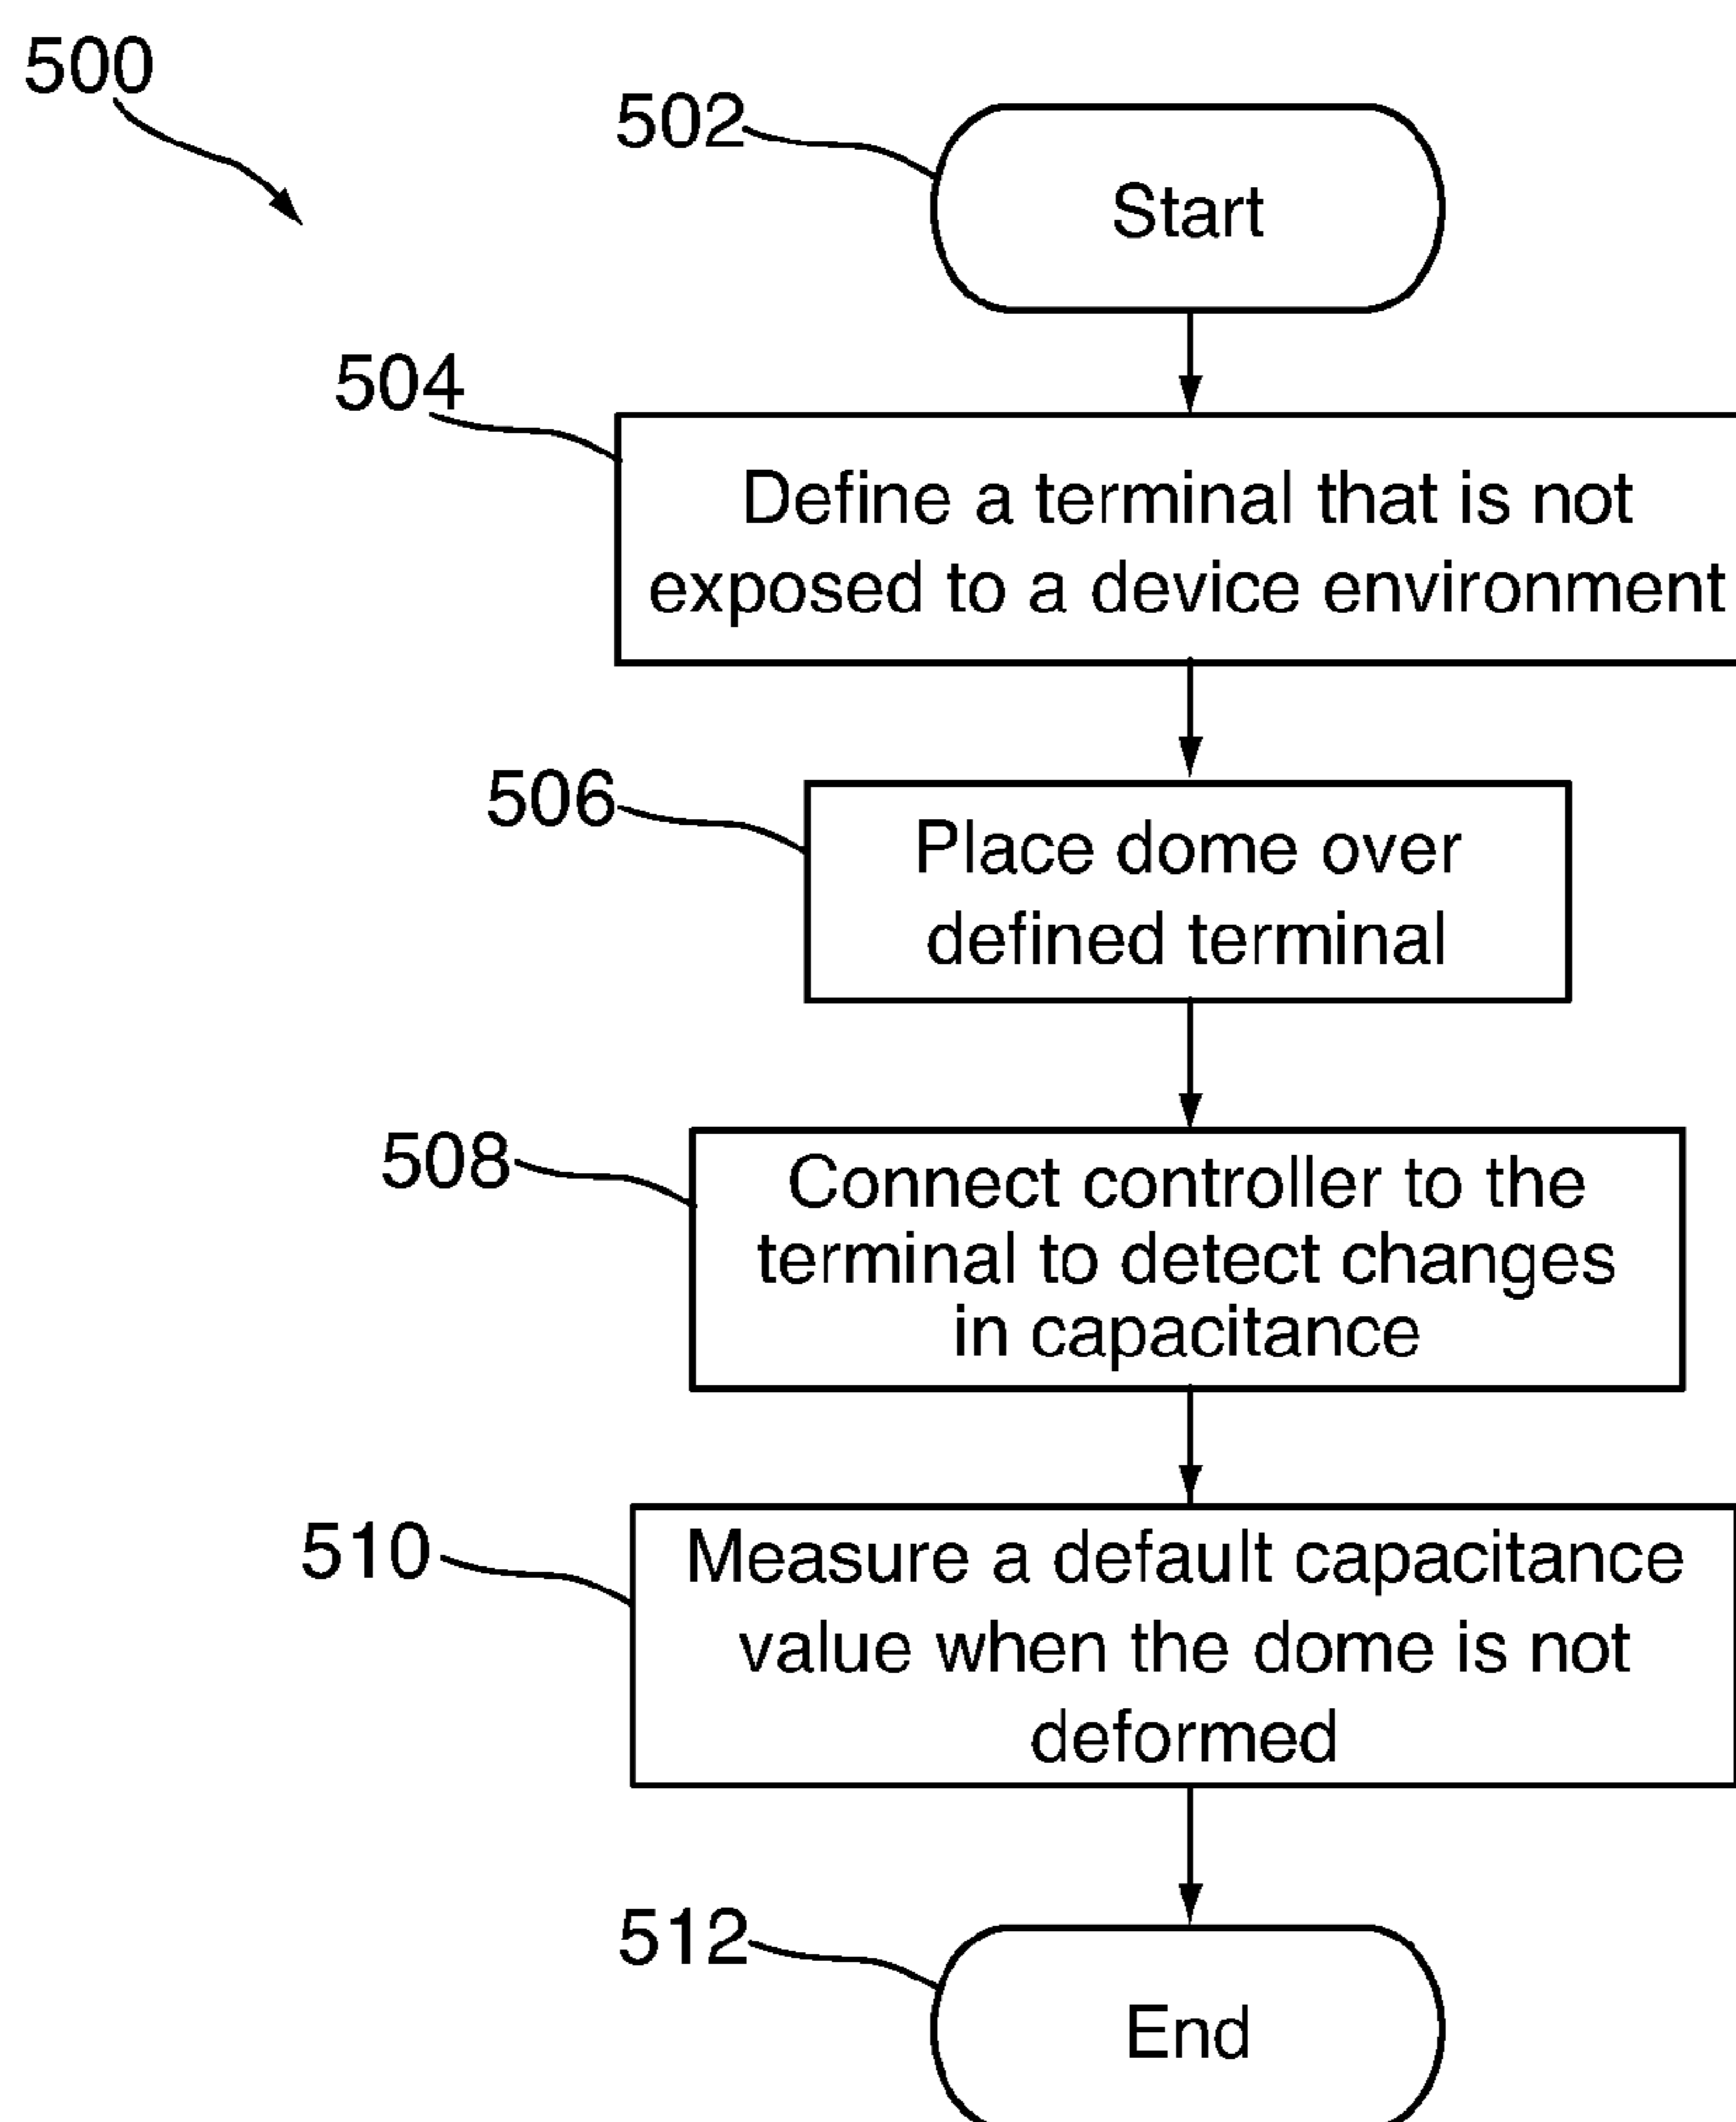 500
502
Start
504
Define a terminal that is not
exposed to a device environment
506
Place dome over
defined terminal
508
Connect controller to the
terminal to detect changes
in capacitance
510
Measure a default capacitance
value when the dome is not
deformed
512
End